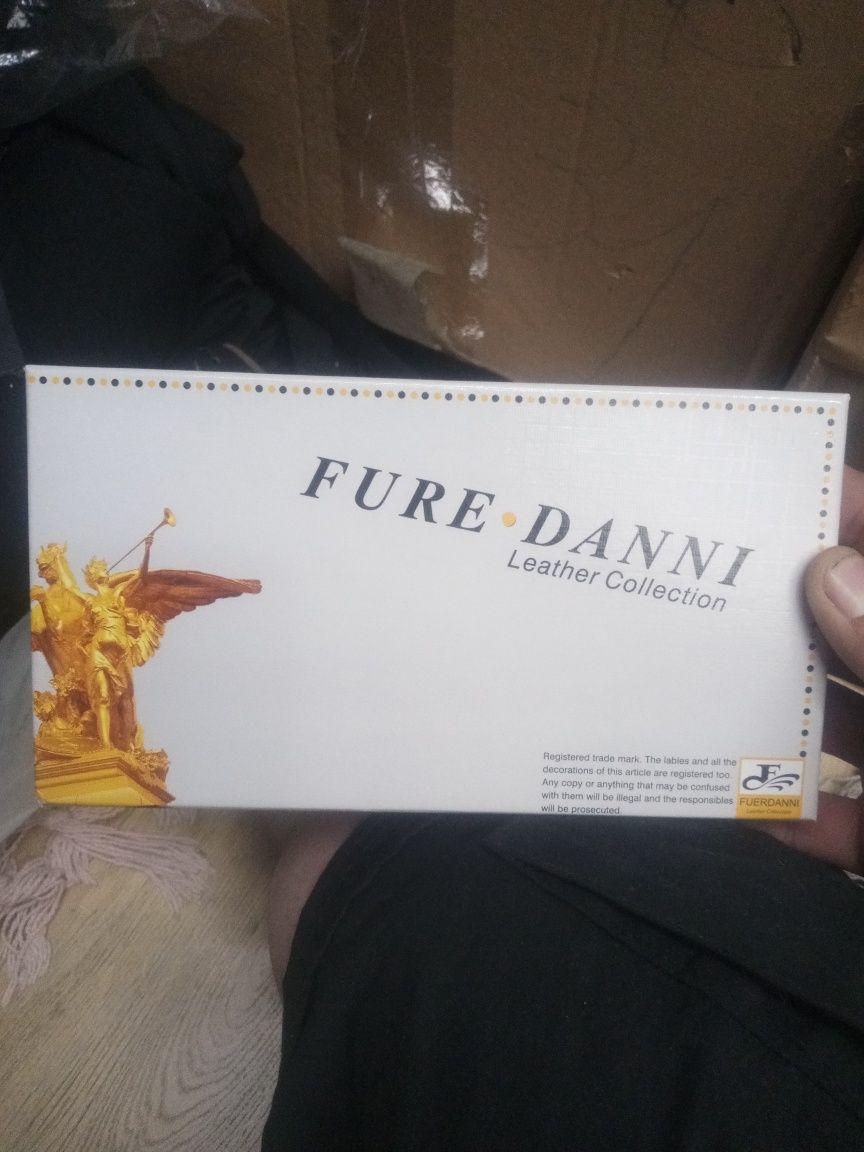 FURE·DANNI
Leather Collection
Registered trade mark. The lables and all the
decorations of this article are registered too.
Any copy or anything that may be confused
with them will be illegal and the responsibles
will be prosecuted.
FUERDANNI
Leather Collection